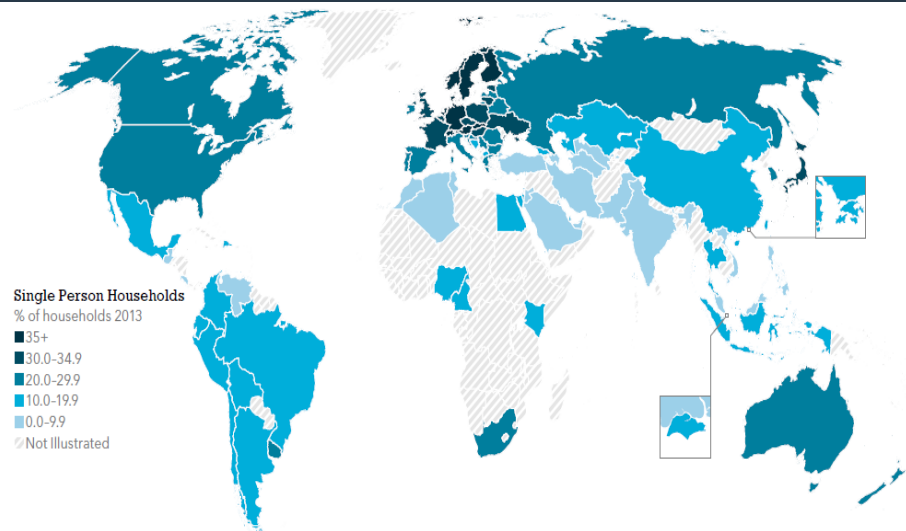 Single Person Households
% of households 2013
35+
30.0–34.9
20.0–29.9
10.0–19.9
0.0–9.9
Not Illustrated